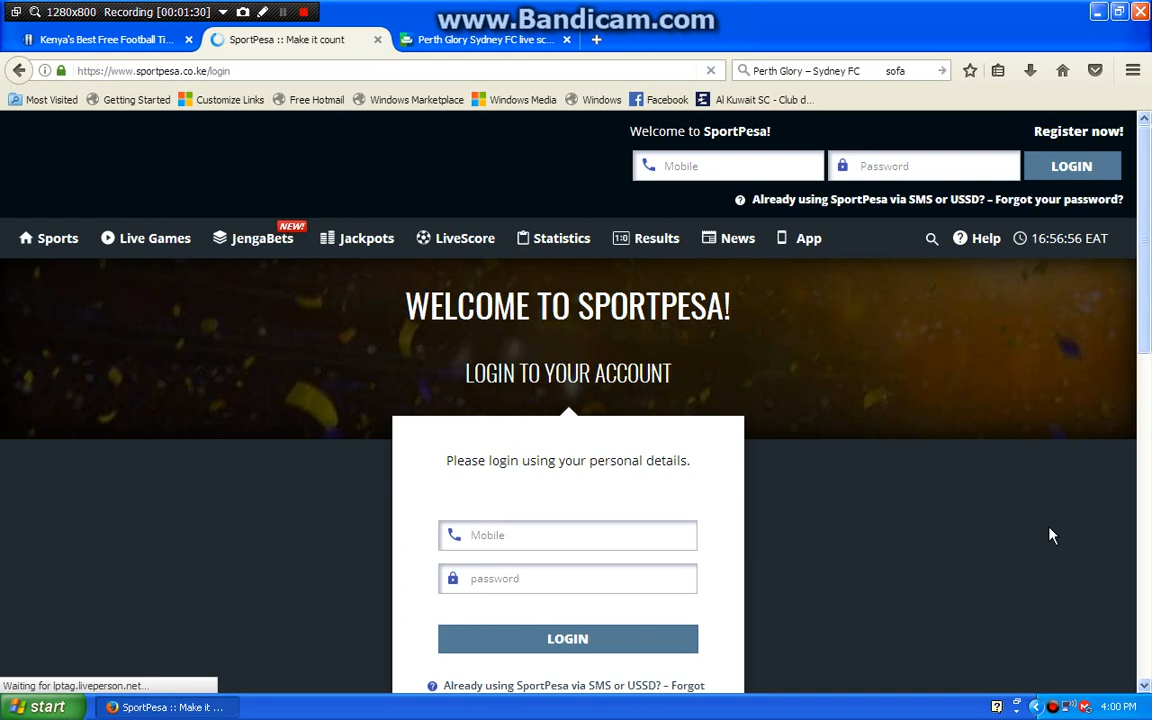 1280x800 Recording [00:01:30]
www.Bandicam.com
Kenya's Best Free Football Ti...
SportPesa :: Make it count
Perth Glory Sydney FC live sc...
https://www.sportpesa.co.ke/login
Perth Glory – Sydney FC sofa
Most Visited
Getting Started
Customize Links
Free Hotmail
Windows Marketplace
Windows Media
Windows
Facebook
Al Kuwait SC - Club d...
Welcome to SportPesa!
Register now!
Mobile
Password
LOGIN
Already using SportPesa via SMS or USSD? – Forgot your password?
NEW!
Sports
Live Games
JengaBets
Jackpots
LiveScore
Statistics
1:0 Results
News
App
Help
16:56:56 EAT
WELCOME TO SPORTPESA!
LOGIN TO YOUR ACCOUNT
Please login using your personal details.
Mobile
password
LOGIN
Already using SportPesa via SMS or USSD? – Forgot
Waiting for lptag.liveperson.net...
start
SportPesa :: Make it ...
4:00 PM